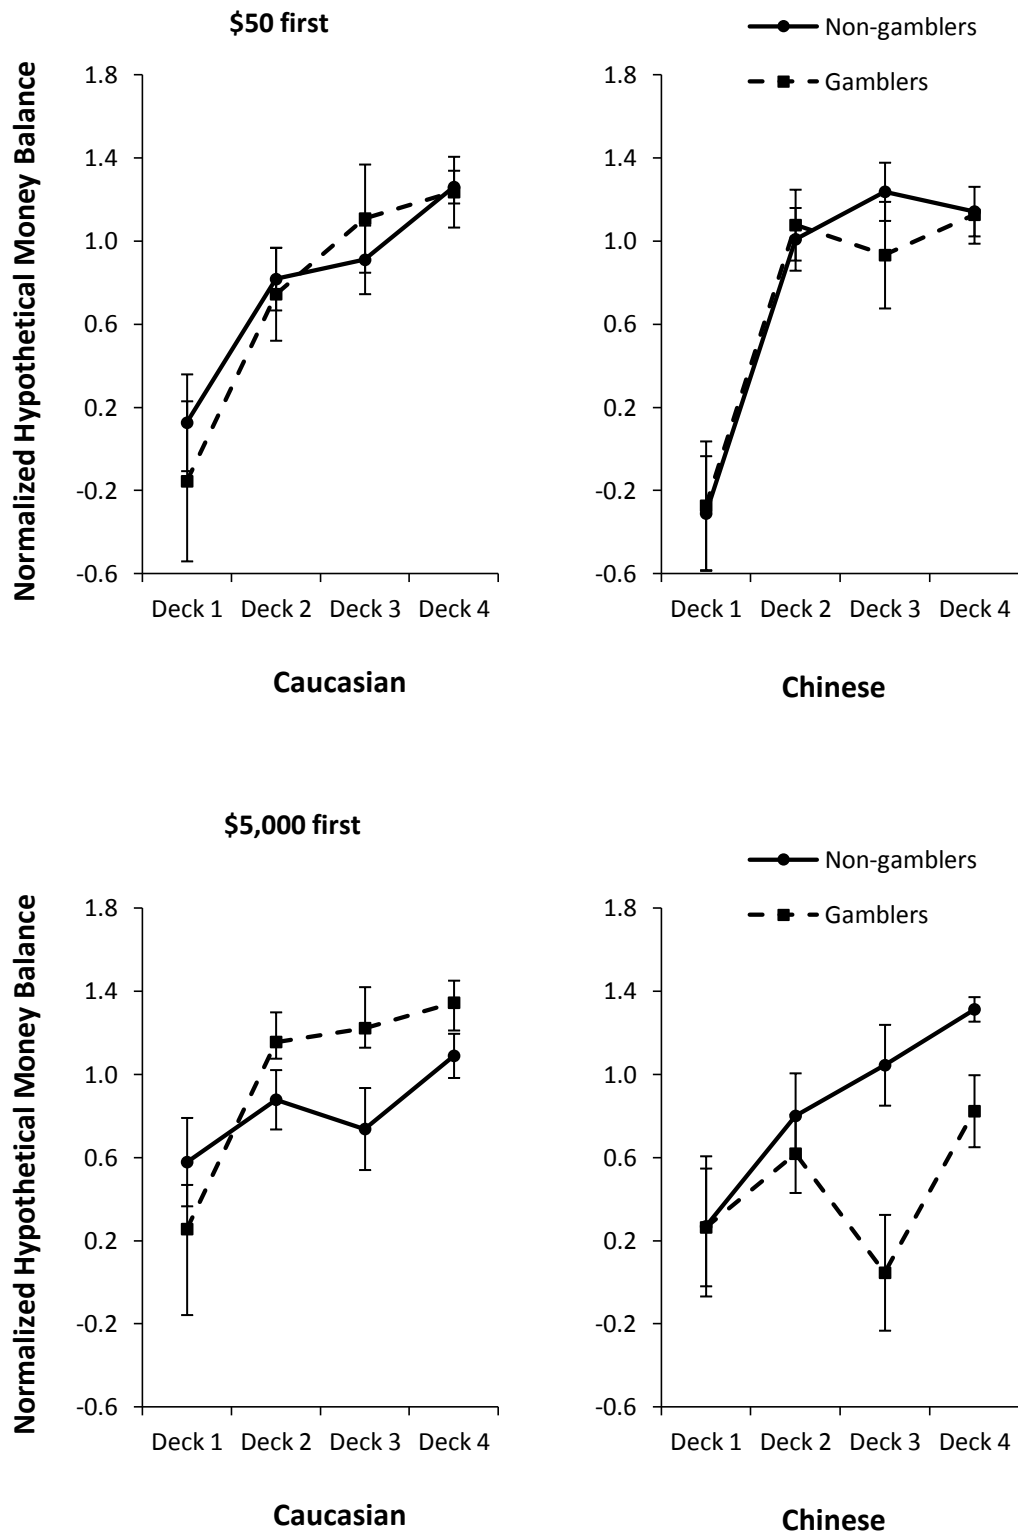 $50 first
Non-gamblers
Gamblers
Normalized Hypothetical Money Balance
1.8
1.4
1.0
0.6
0.2
-0.2
-0.6
Deck 1 Deck 2 Deck 3 Deck 4
Caucasian
1.8
1.4
1.0
0.6
0.2
-0.2
-0.6
Deck 1 Deck 2 Deck 3 Deck 4
Chinese
$5,000 first
Non-gamblers
Gamblers
Normalized Hypothetical Money Balance
1.8
1.4
1.0
0.6
0.2
-0.2
-0.6
Deck 1 Deck 2 Deck 3 Deck 4
Caucasian
1.8
1.4
1.0
0.6
0.2
-0.2
-0.6
Deck 1 Deck 2 Deck 3 Deck 4
Chinese